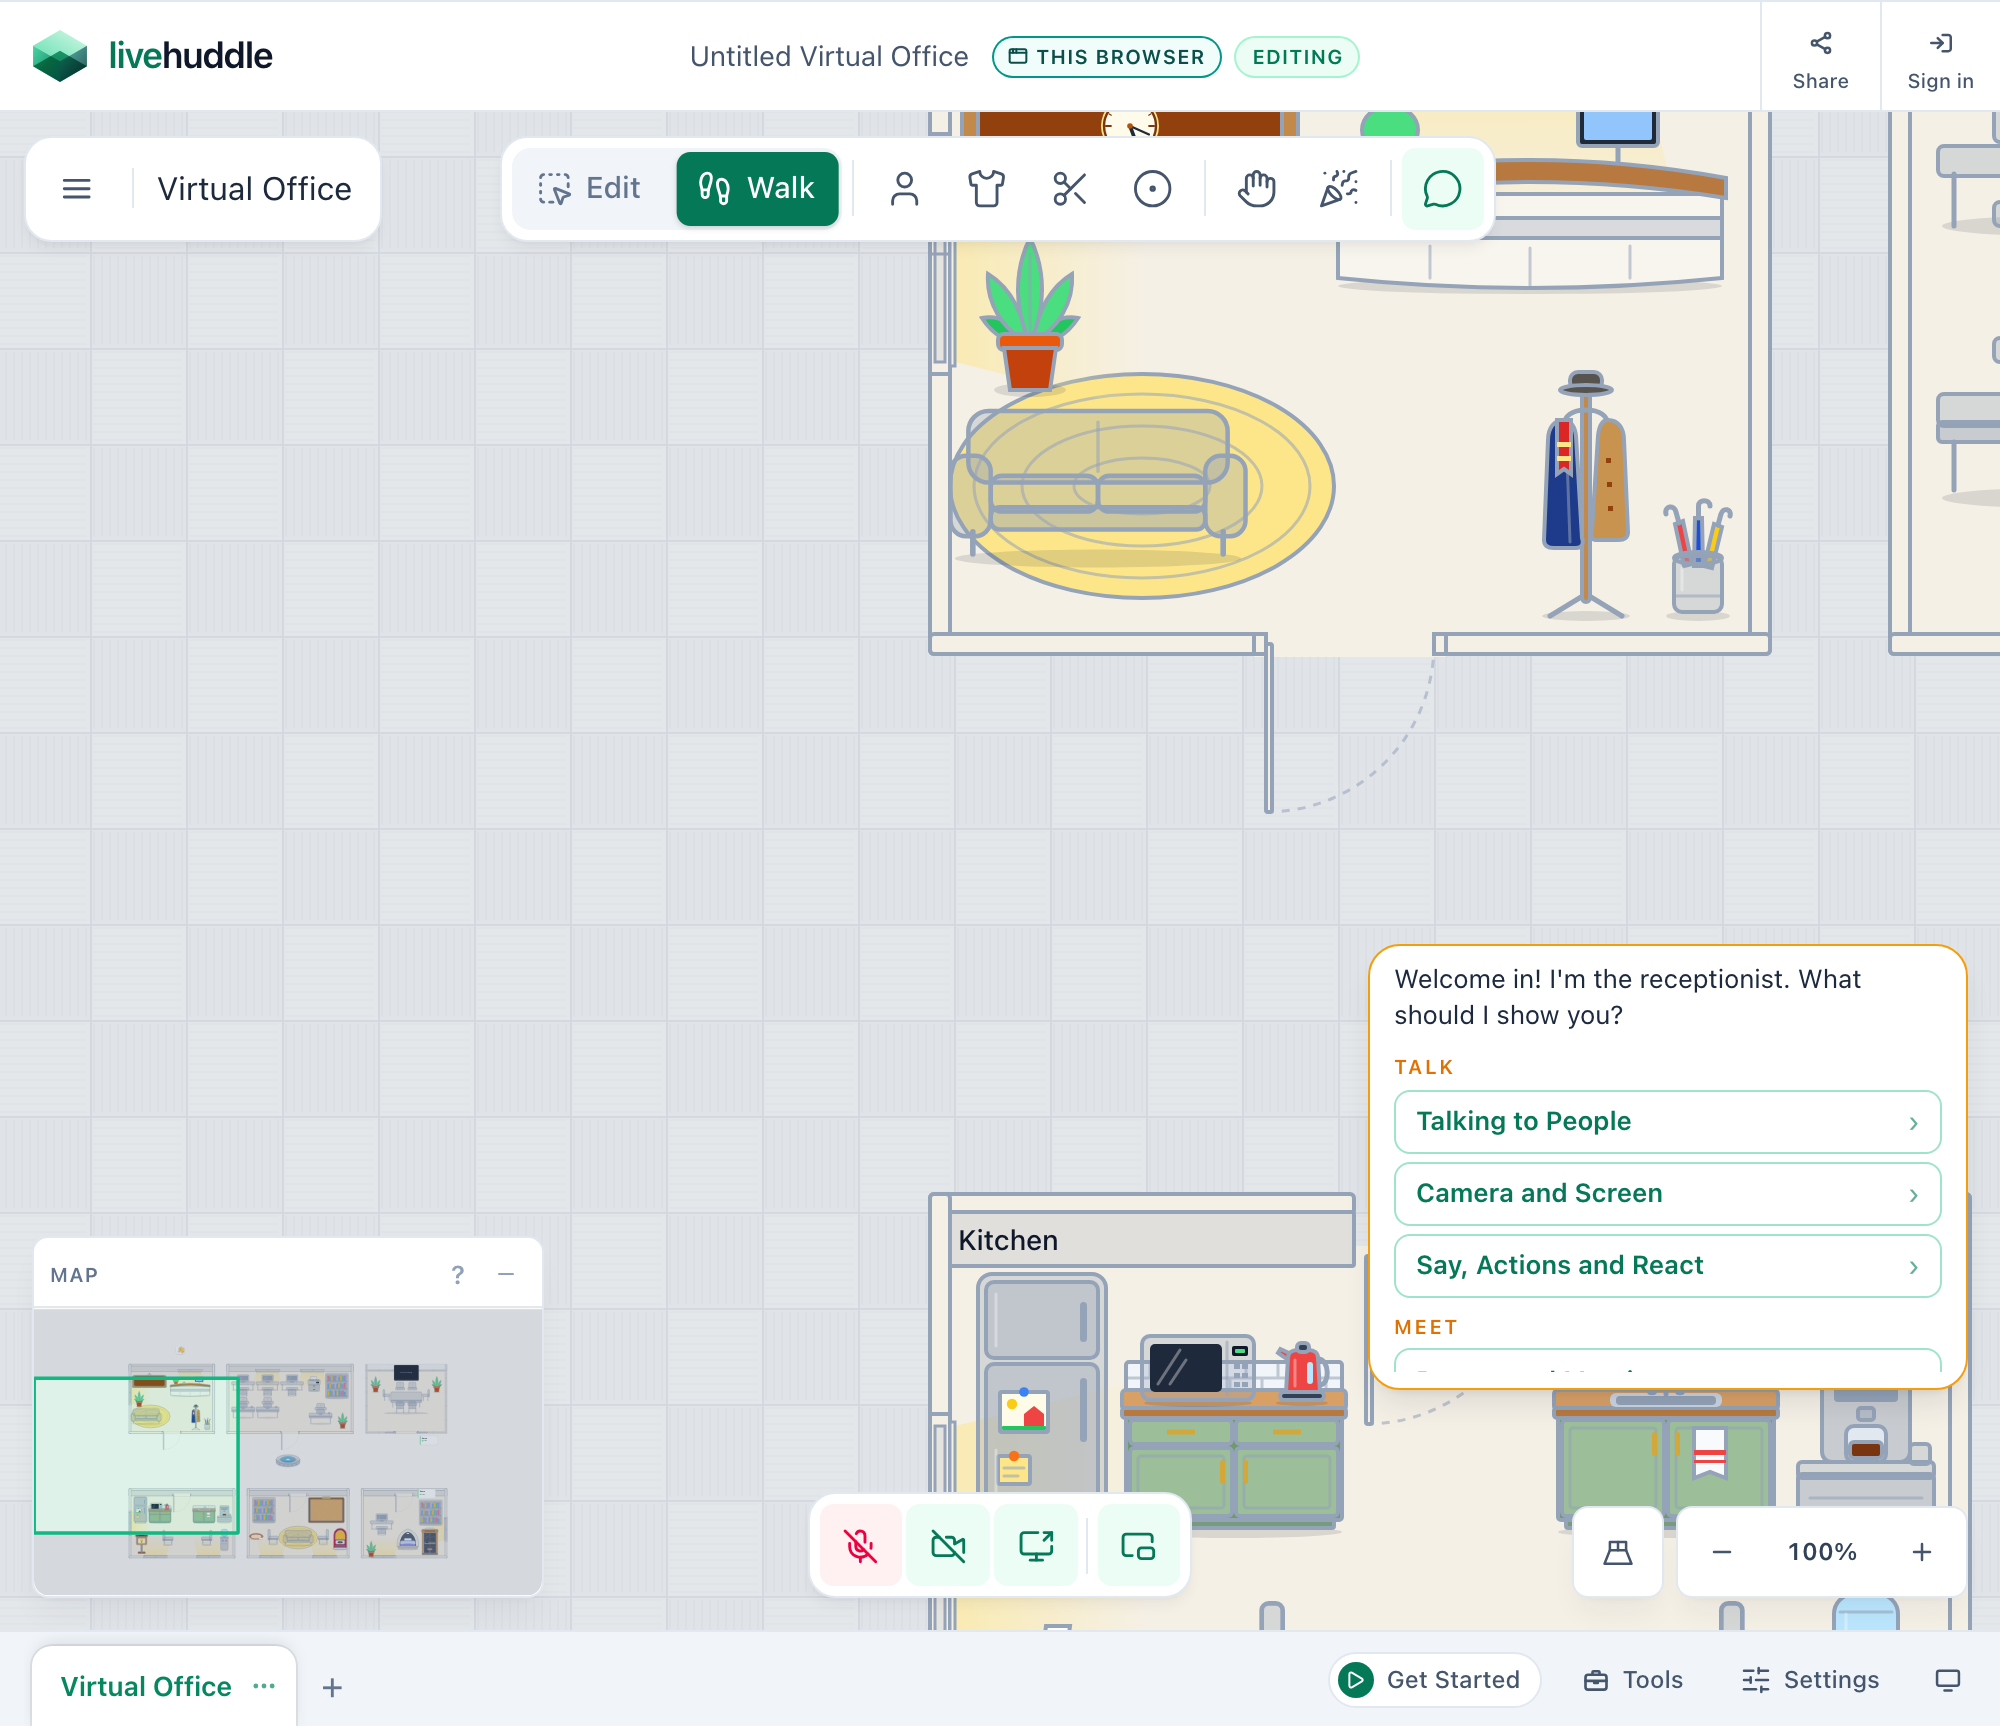 livehuddle
Untitled Virtual Office
THIS BROWSER
EDITING
Share
Sign in
Virtual Office
Edit
Walk
Welcome in! I'm the receptionist. What
should I show you?
TALK
Talking to People
Camera and Screen
Say, Actions and React
MEET
Kitchen
MAP
?
100%
Virtual Office
Get Started
Tools
Settings